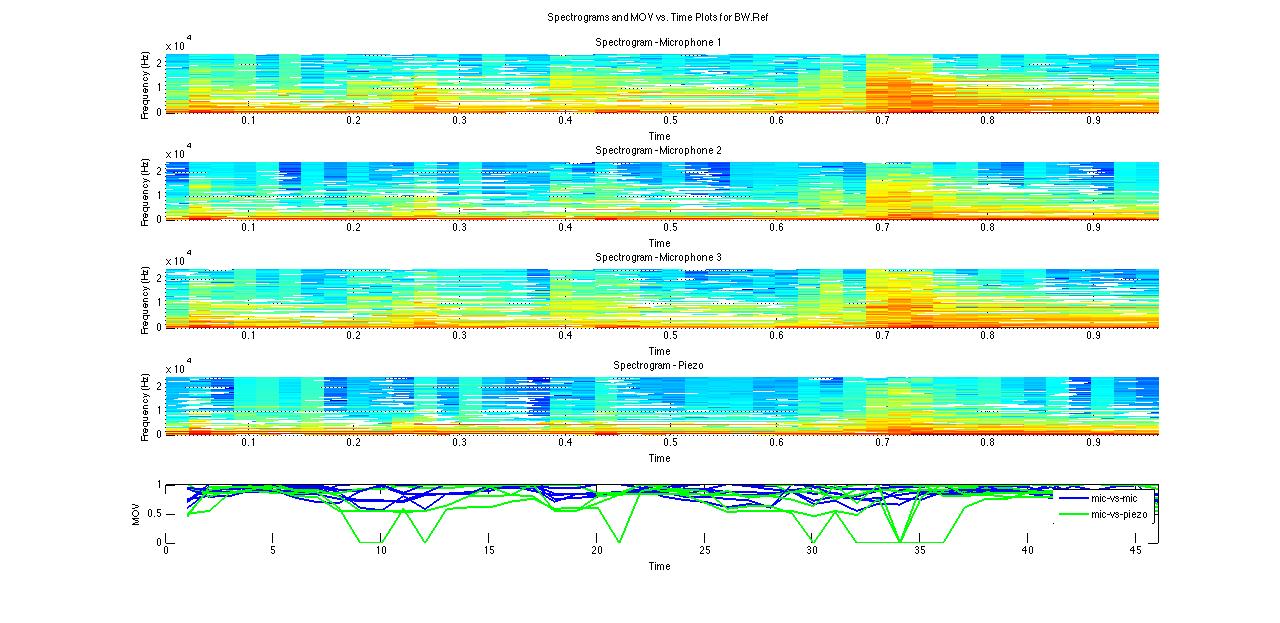 Spectrograms and MOV vs. Time Plots for BW.Ref
Spectrogram - Microphone 1
x 10^4
Frequency (Hz)
2
1
0
0.1 0.2 0.3 0.4 0.5 0.6 0.7 0.8 0.9
Time
Spectrogram - Microphone 2
x 10^4
Frequency (Hz)
2
1
0
0.1 0.2 0.3 0.4 0.5 0.6 0.7 0.8 0.9
Time
Spectrogram - Microphone 3
x 10^4
Frequency (Hz)
2
1
0
0.1 0.2 0.3 0.4 0.5 0.6 0.7 0.8 0.9
Time
Spectrogram - Piezo
x 10^4
Frequency (Hz)
2
1
0
0.1 0.2 0.3 0.4 0.5 0.6 0.7 0.8 0.9
Time
MOV
1
0.5
0
mic-vs-mic
mic-vs-piezo
0 5 10 15 20 25 30 35 40 45
Time